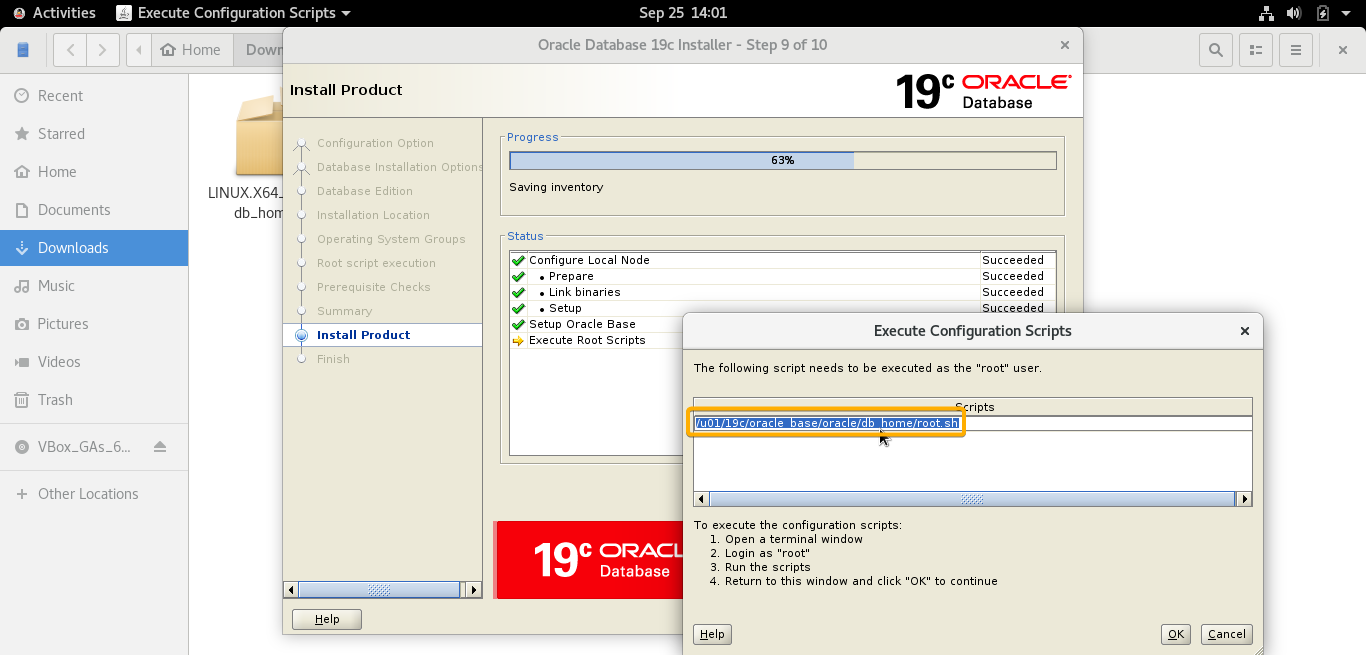 Activities
Execute Configuration Scripts
Sep 25 14:01
Home
Down
Recent
Starred
Home
Documents
Downloads
Music
Pictures
Videos
Trash
VBox_GAs_6...
Other Locations
LINUX.X64_
db_hom
Oracle Database 19c Installer - Step 9 of 10
Install Product
19c ORACLE
Database
Configuration Option
Database Installation Options
Database Edition
Installation Location
Operating System Groups
Root script execution
Prerequisite Checks
Summary
Install Product
Finish
Progress
63%
Saving inventory
Status
Configure Local Node Succeeded
• Prepare Succeeded
• Link binaries Succeeded
• Setup Succeeded
Setup Oracle Base
Execute Root Scripts
19c ORACL
Database
Help
Execute Configuration Scripts
The following script needs to be executed as the "root" user.
Scripts
/u01/19c/oracle_base/oracle/db_home/root.sh
To execute the configuration scripts:
1. Open a terminal window
2. Login as "root"
3. Run the scripts
4. Return to this window and click "OK" to continue
Help
OK
Cancel